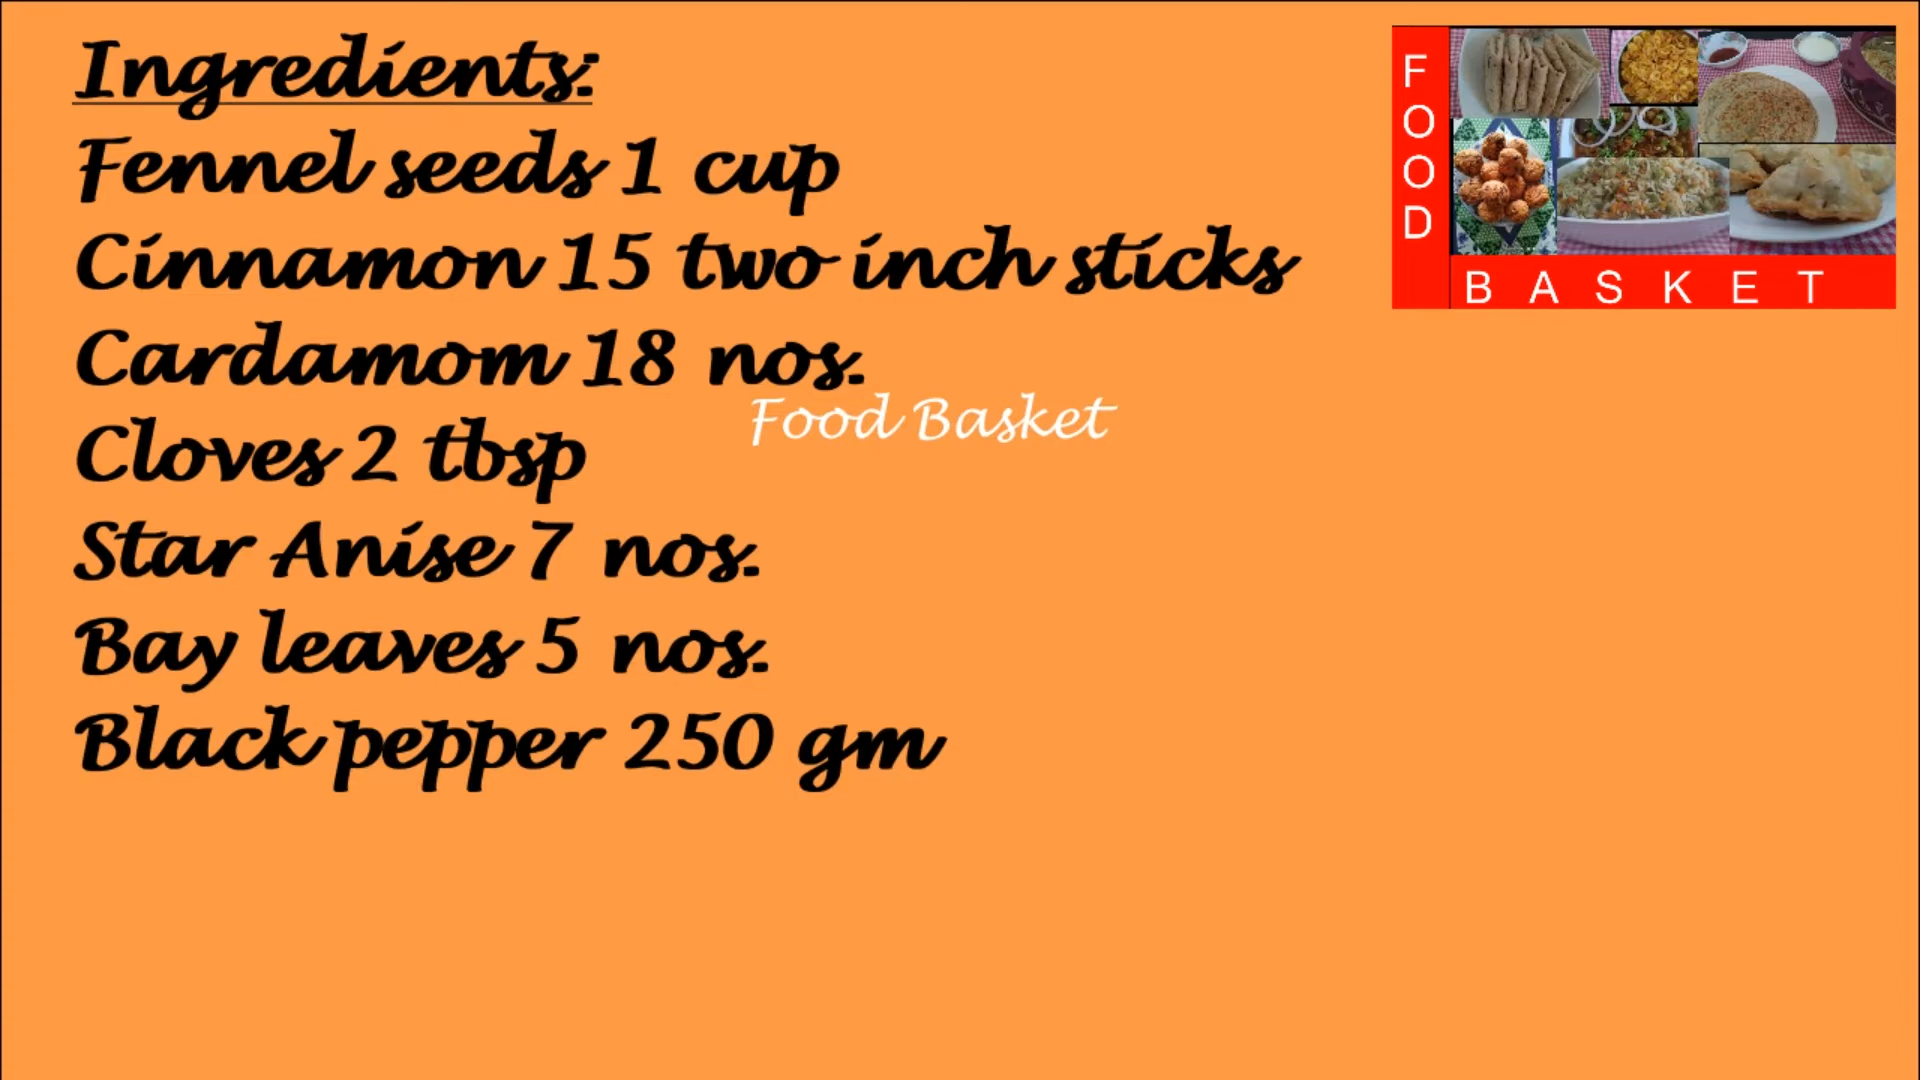 Ingredients:
Fennel seeds 1 cup
Cinnamon 15 two inch sticks
Cardamom 18 nos.
Cloves 2 tbsp
Star Anise 7 nos.
Bay leaves 5 nos.
Black pepper 250 gm
Food Basket
FOOD
BASKET